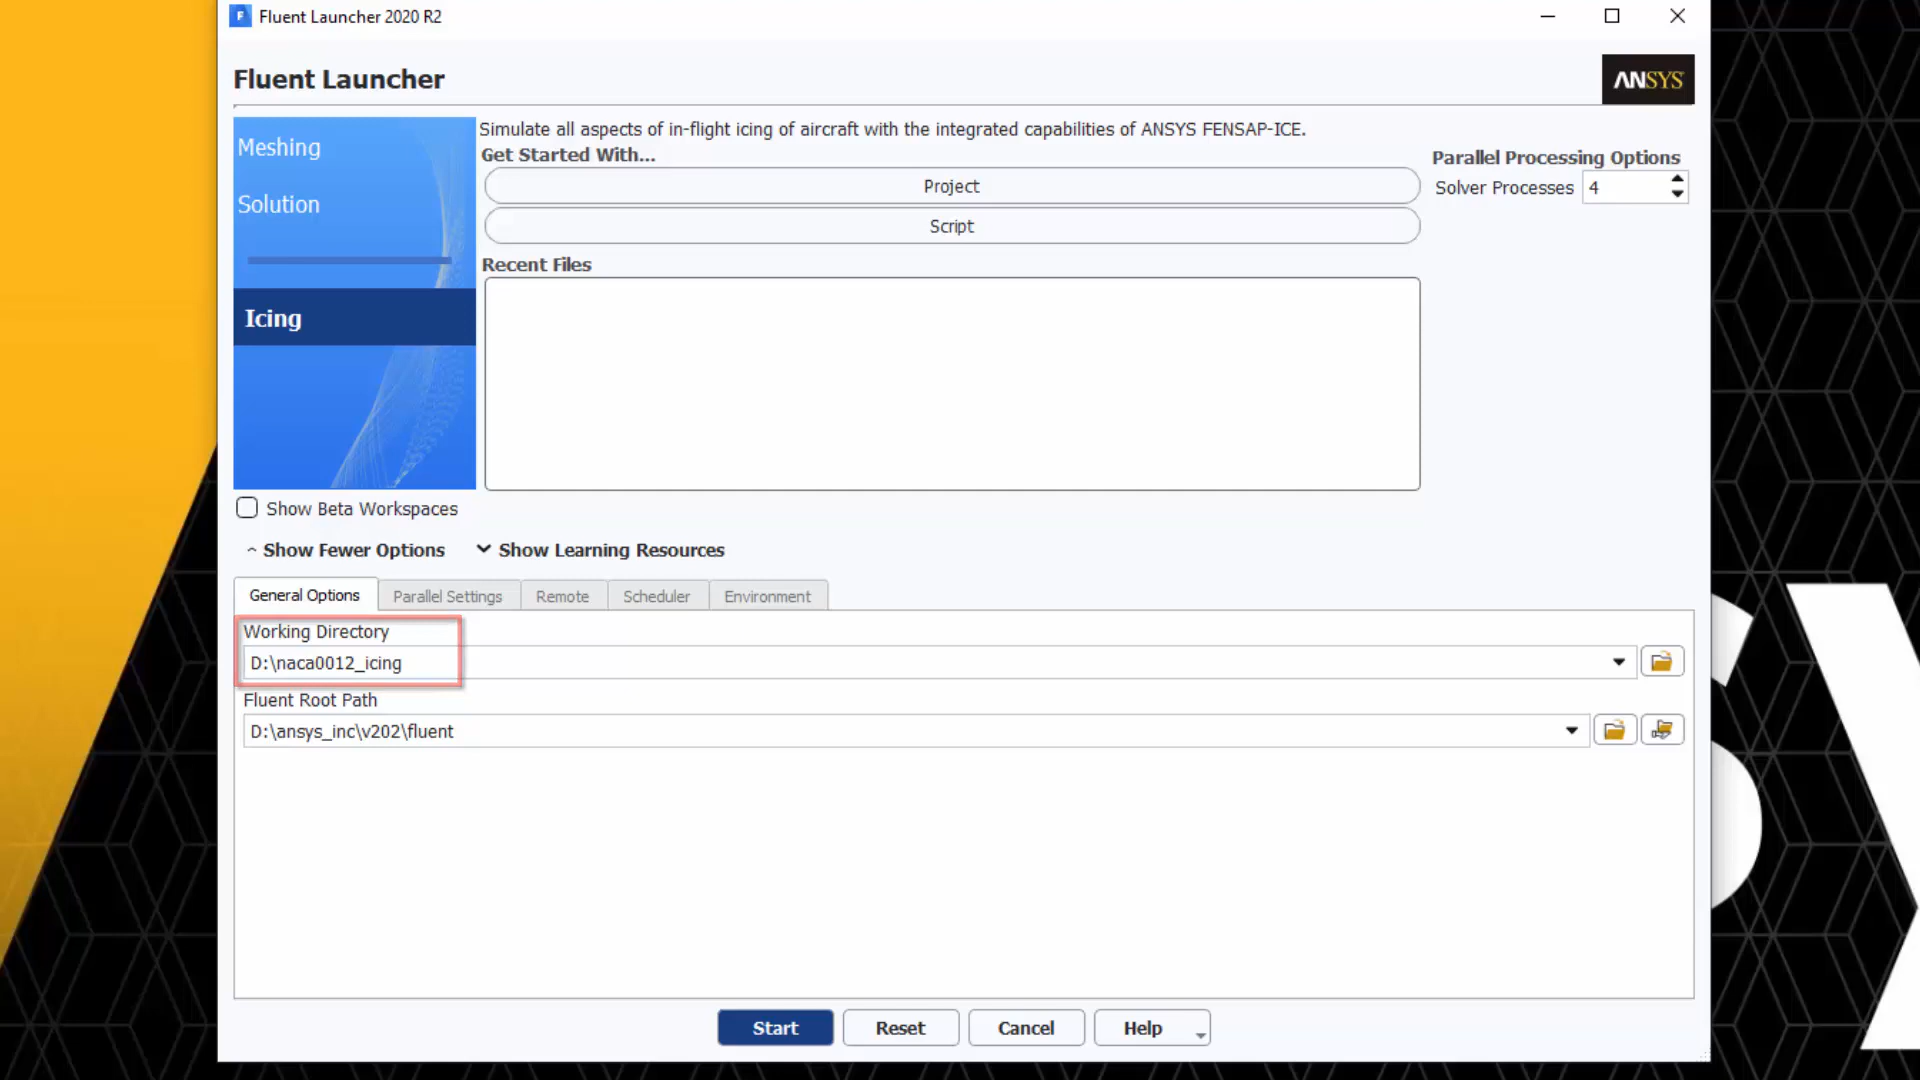 Fluent Launcher 2020 R2
Fluent Launcher
ANSYS
Meshing
Solution
Icing
Simulate all aspects of in-flight icing of aircraft with the integrated capabilities of ANSYS FENSAP-ICE.
Get Started With...
Project
Script
Parallel Processing Options
Solver Processes 4
Recent Files
Show Beta Workspaces
Show Fewer Options
Show Learning Resources
General Options
Parallel Settings
Remote
Scheduler
Environment
Working Directory
D:\naca0012_icing
Fluent Root Path
D:\ansys_inc\v202\fluent
Start
Reset
Cancel
Help